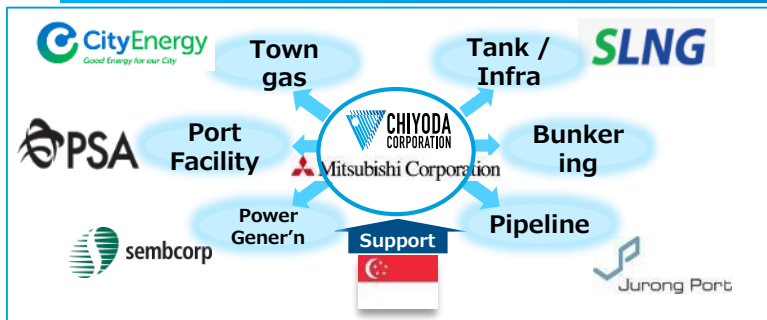 CityEnergy
Good Energy for our City
Town
gas
Tank /
Infra
SLNG
PSA
Port
Facility
CHIYODA
CORPORATION
Mitsubishi Corporation
Bunker
ing
sembcorp
Power
Gener'n
Support
Pipeline
Jurong Port